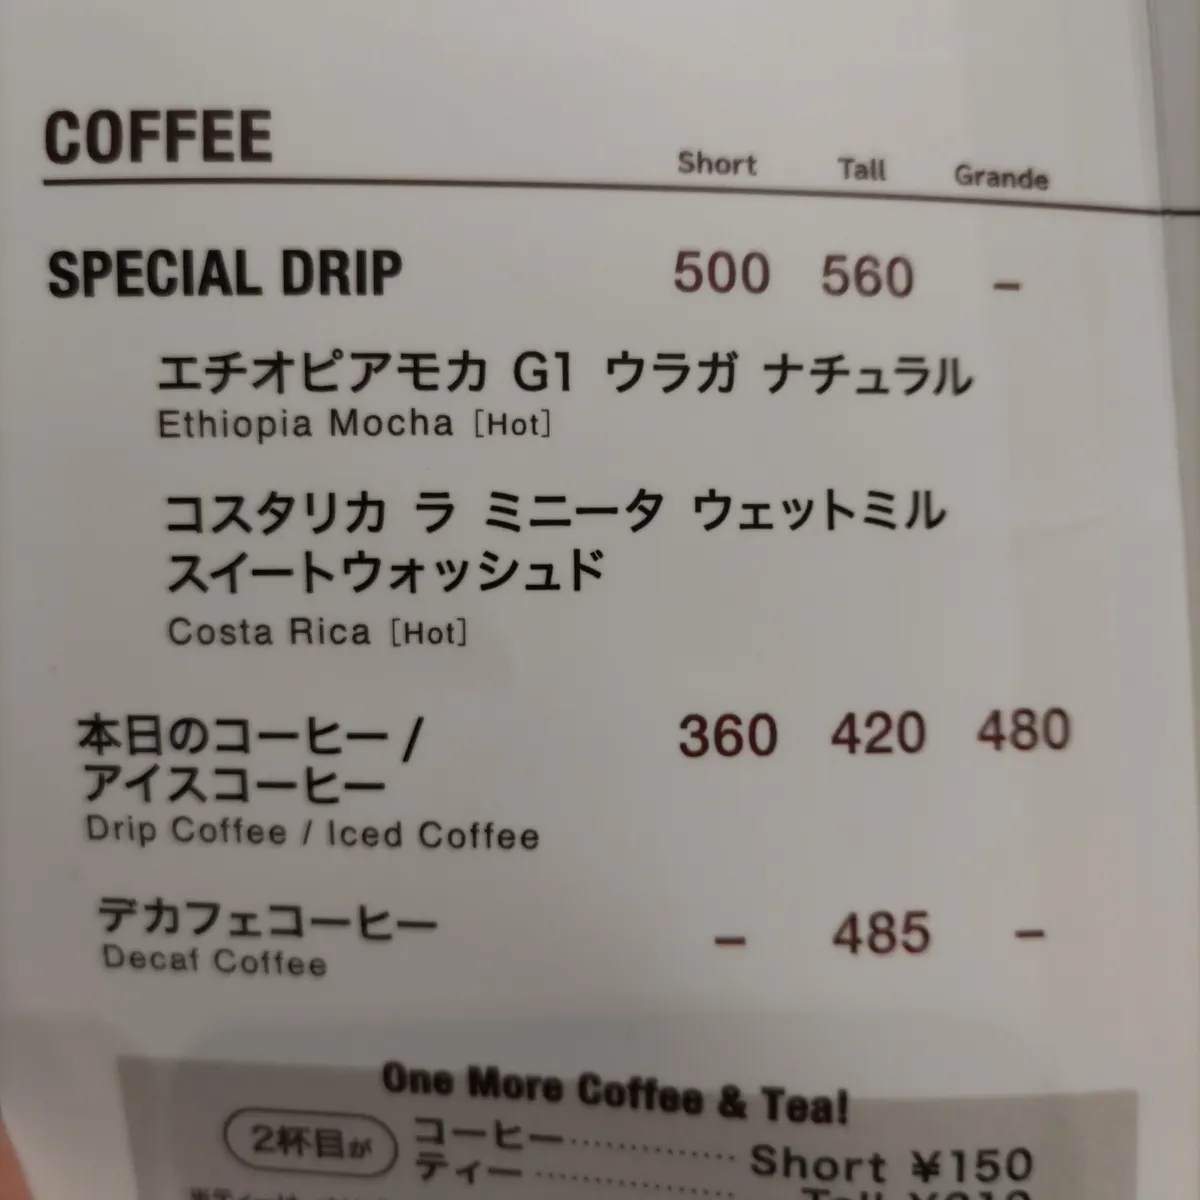 COFFEE
Short Tall Grande
SPECIAL DRIP 500 560 –
エチオピアモカ G1 ウラガ ナチュラル
Ethiopia Mocha [Hot]
コスタリカ ラ ミニータ ウェットミル
スイートウォッシュド
Costa Rica [Hot]
本日のコーヒー / 360 420 480
アイスコーヒー
Drip Coffee / Iced Coffee
デカフェコーヒー – 485 –
Decaf Coffee
One More Coffee & Tea!
2杯目が コーヒー Short ¥150
ティー